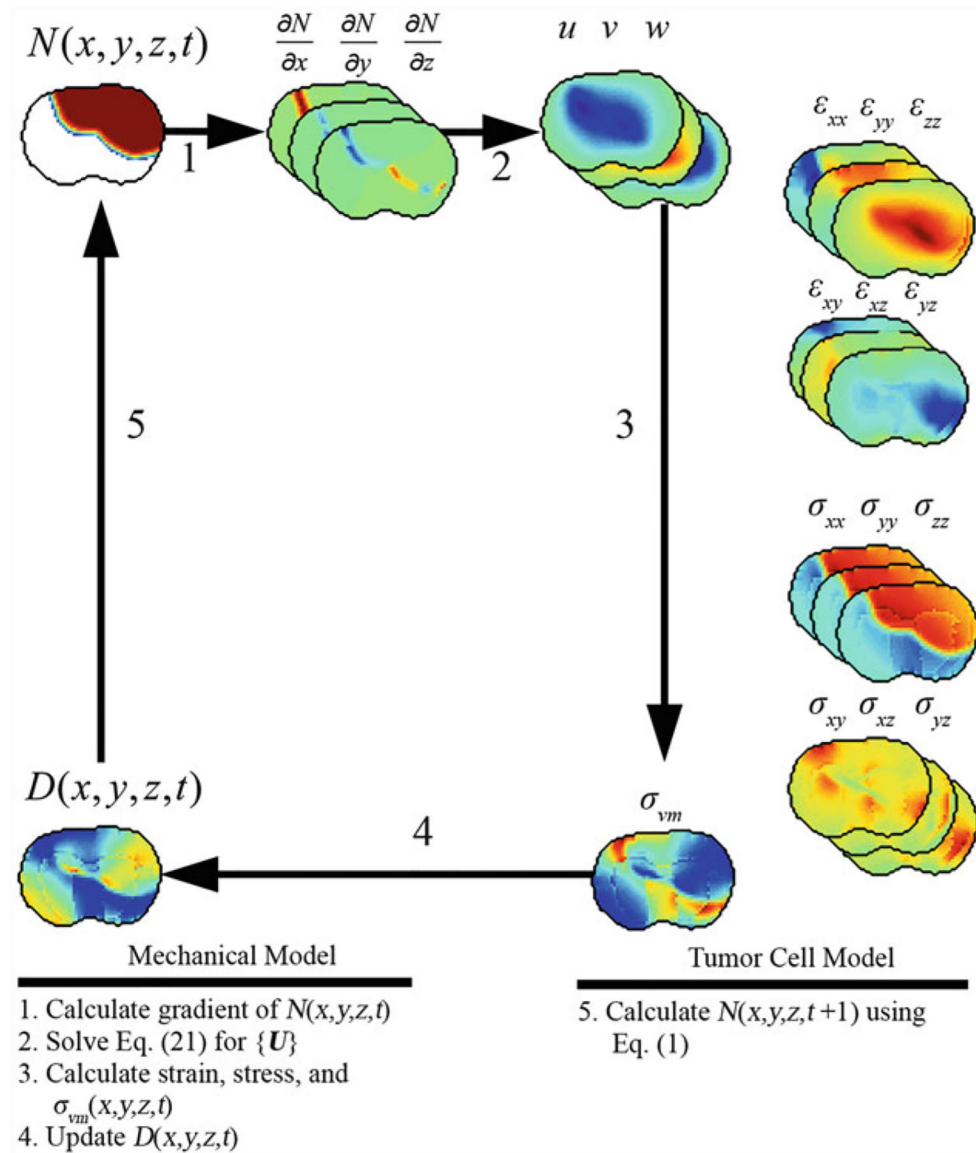 N(x, y, z, t)
∂N/∂x ∂N/∂y ∂N/∂z
u v w
1
2
ε_xx ε_yy ε_zz
ε_xy ε_xz ε_yz
5
3
σ_xx σ_yy σ_zz
σ_xy σ_xz σ_yz
D(x, y, z, t)
σ_vm
4
Mechanical Model
1. Calculate gradient of N(x,y,z,t)
2. Solve Eq. (21) for {U}
3. Calculate strain, stress, and
σ_vm(x,y,z,t)
4. Update D(x,y,z,t)
Tumor Cell Model
5. Calculate N(x,y,z,t +1) using
Eq. (1)